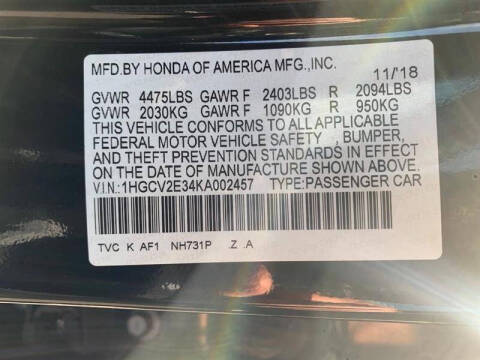 MFD.BY HONDA OF AMERICA MFG.,INC.
11/'18
GVWR 4475LBS GAWR F 2403LBS R 2094LBS
GVWR 2030KG GAWR F 1090KG R 950KG
THIS VEHICLE CONFORMS TO ALL APPLICABLE
FEDERAL MOTOR VEHICLE SAFETY , BUMPER,
AND THEFT PREVENTION STANDARDS IN EFFECT
ON THE DATE OF MANUFACTURE SHOWN ABOVE.
V.I.N:1HGCV2E34KA002457 TYPE:PASSENGER CAR
TVC K AF1 NH731P .Z .A